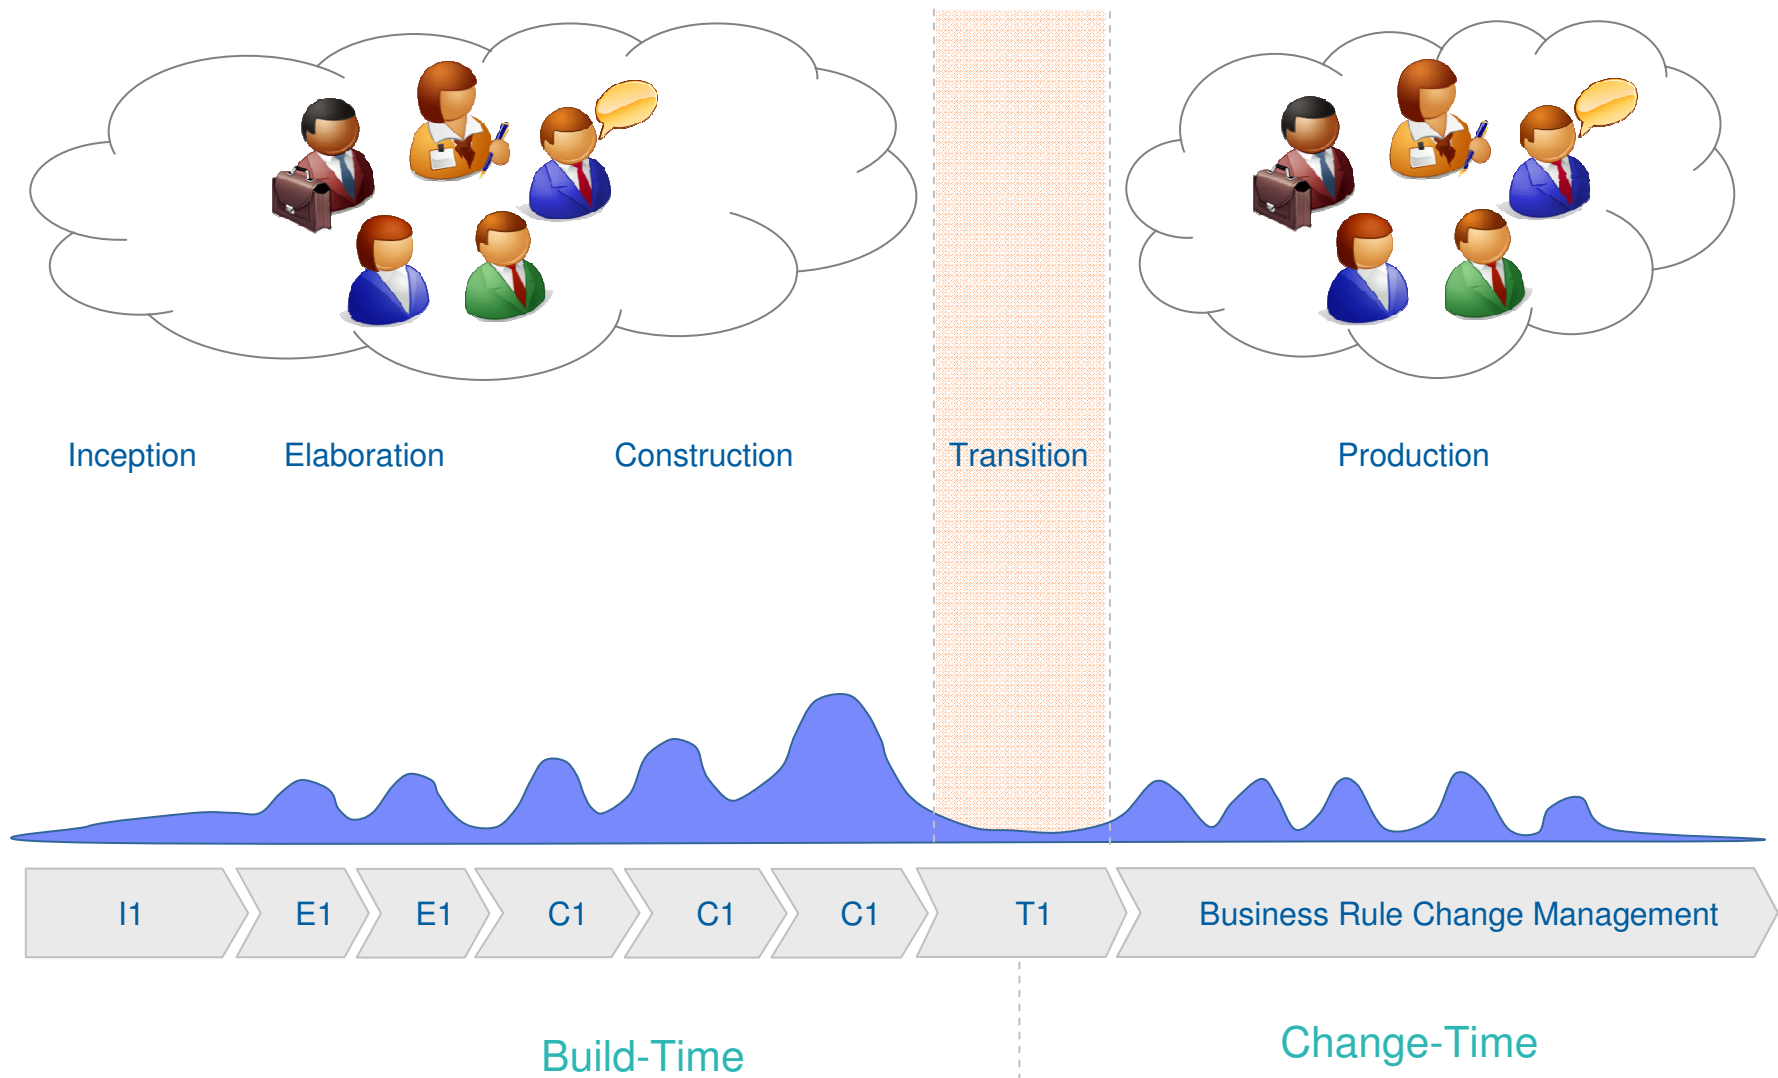 Inception
Elaboration
Construction
Transition
Production
I1
E1
E1
C1
C1
C1
T1
Business Rule Change Management
Build-Time
Change-Time